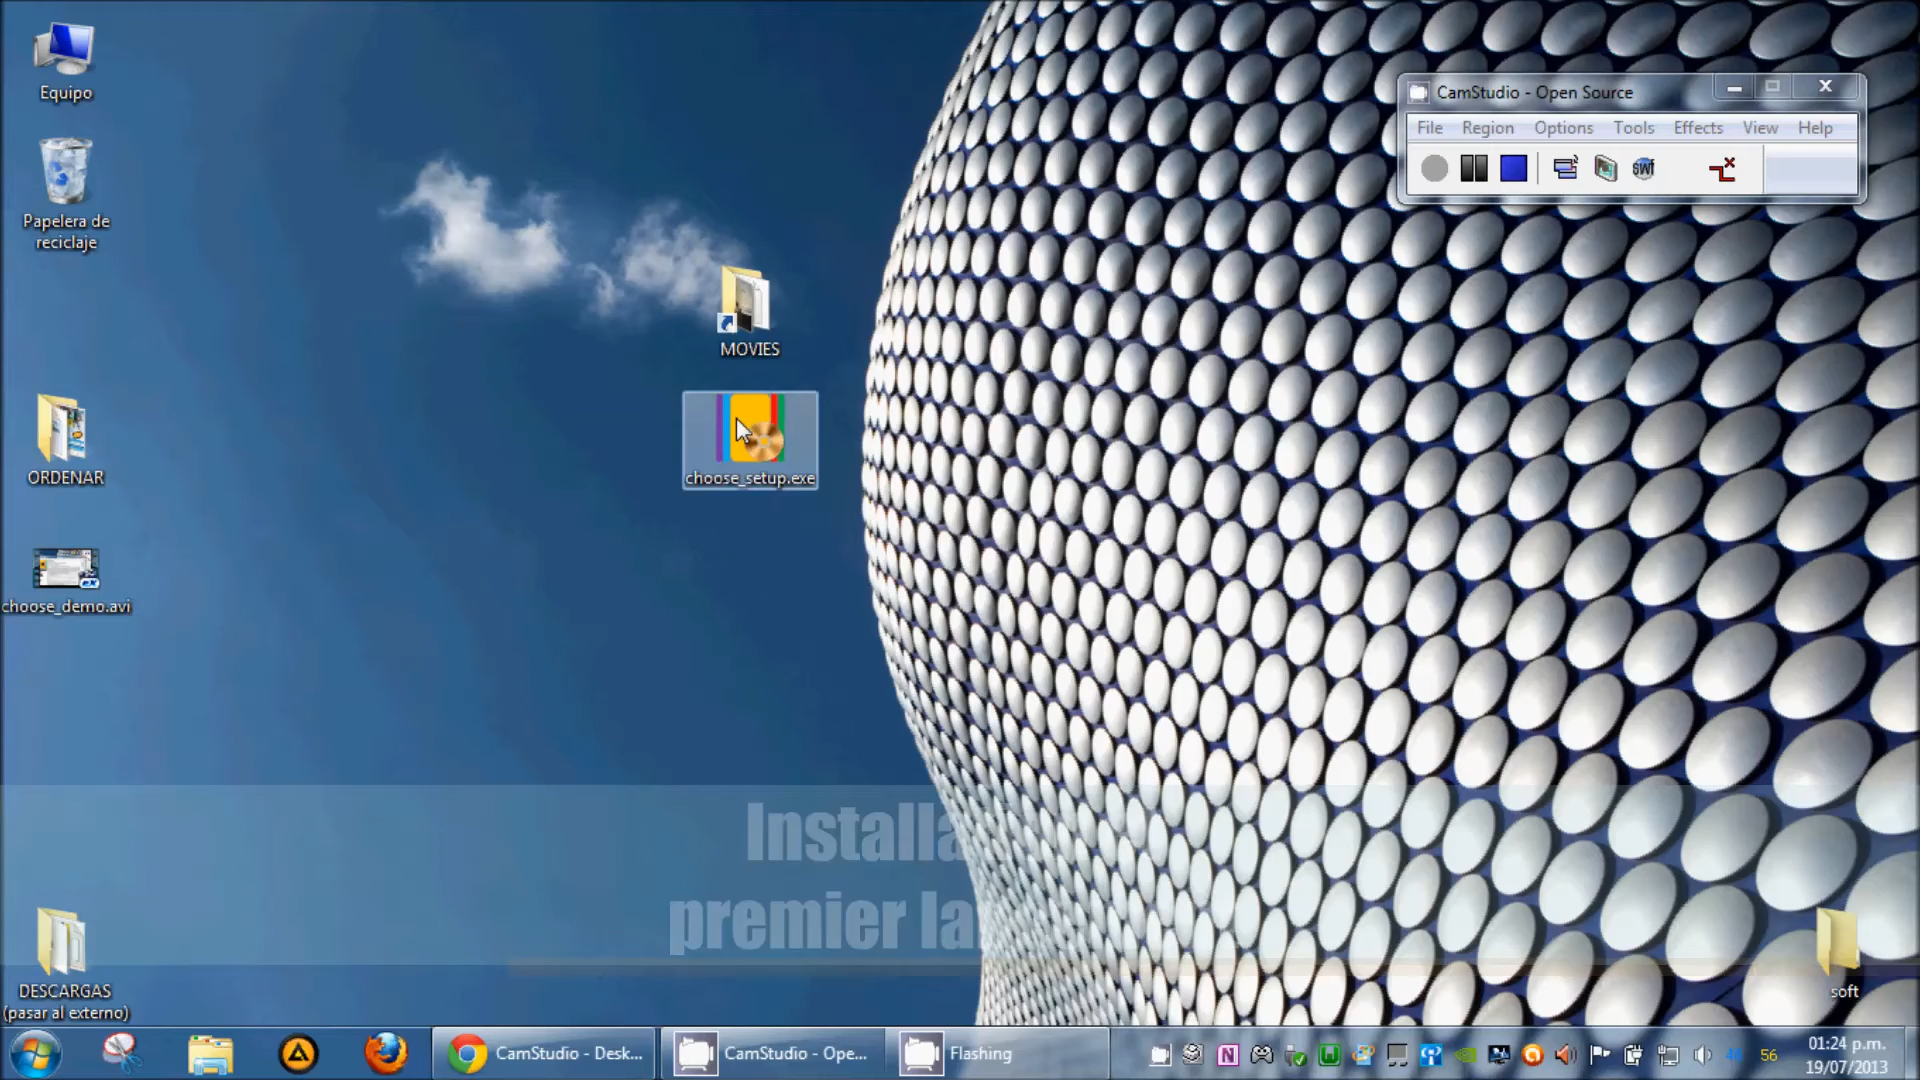 Equipo
Papelera de
reciclaje
ORDENAR
choose_demo.avi
DESCARGAS
(pasar al externo)
MOVIES
choose_setup.exe
CamStudio - Open Source
File Region Options Tools Effects View Help
SWf
premier
soft
CamStudio - Desk...
CamStudio - Ope...
Flashing
N
56
01:24 p.m.
19/07/2013